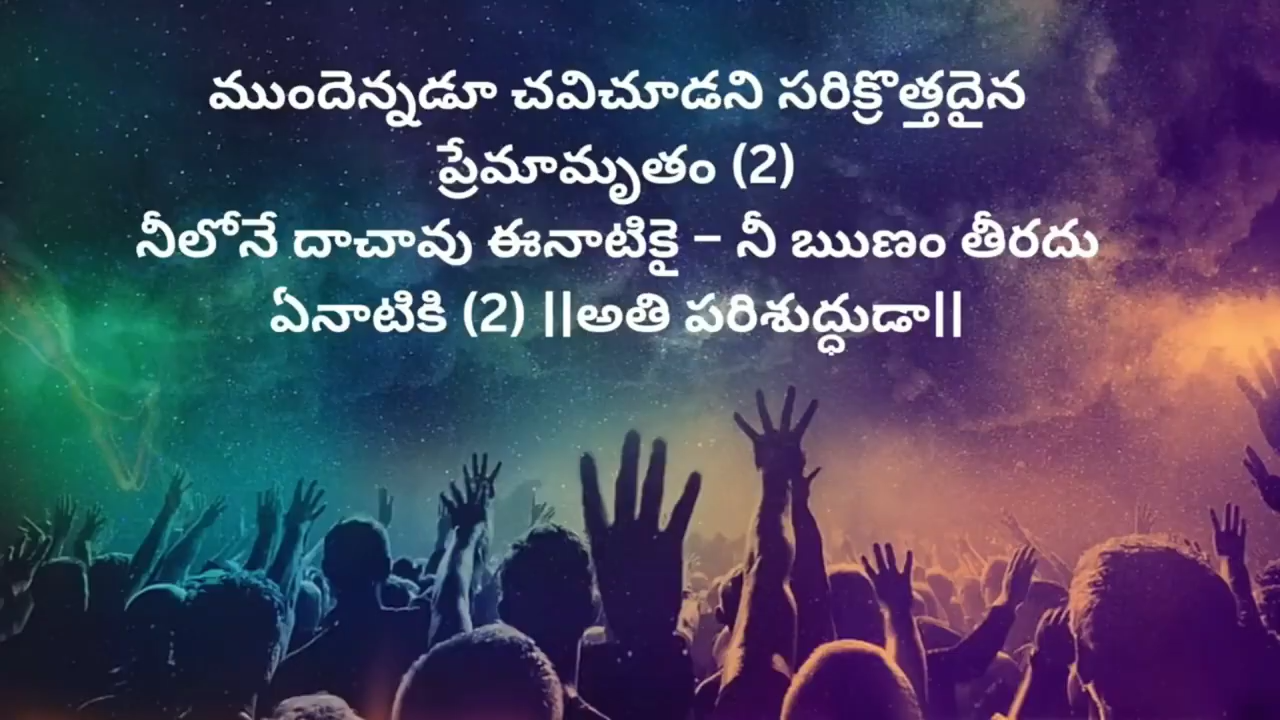 ముందెన్నడూ చవిచూడని సరిక్రొత్తదైన
ప్రేమామృతం (2)
నీలోనే దాచావు ఈనాటికై – నీ ఋణం తీరదు
ఏనాటికి (2) ||అతి పరిశుద్ధుడా||